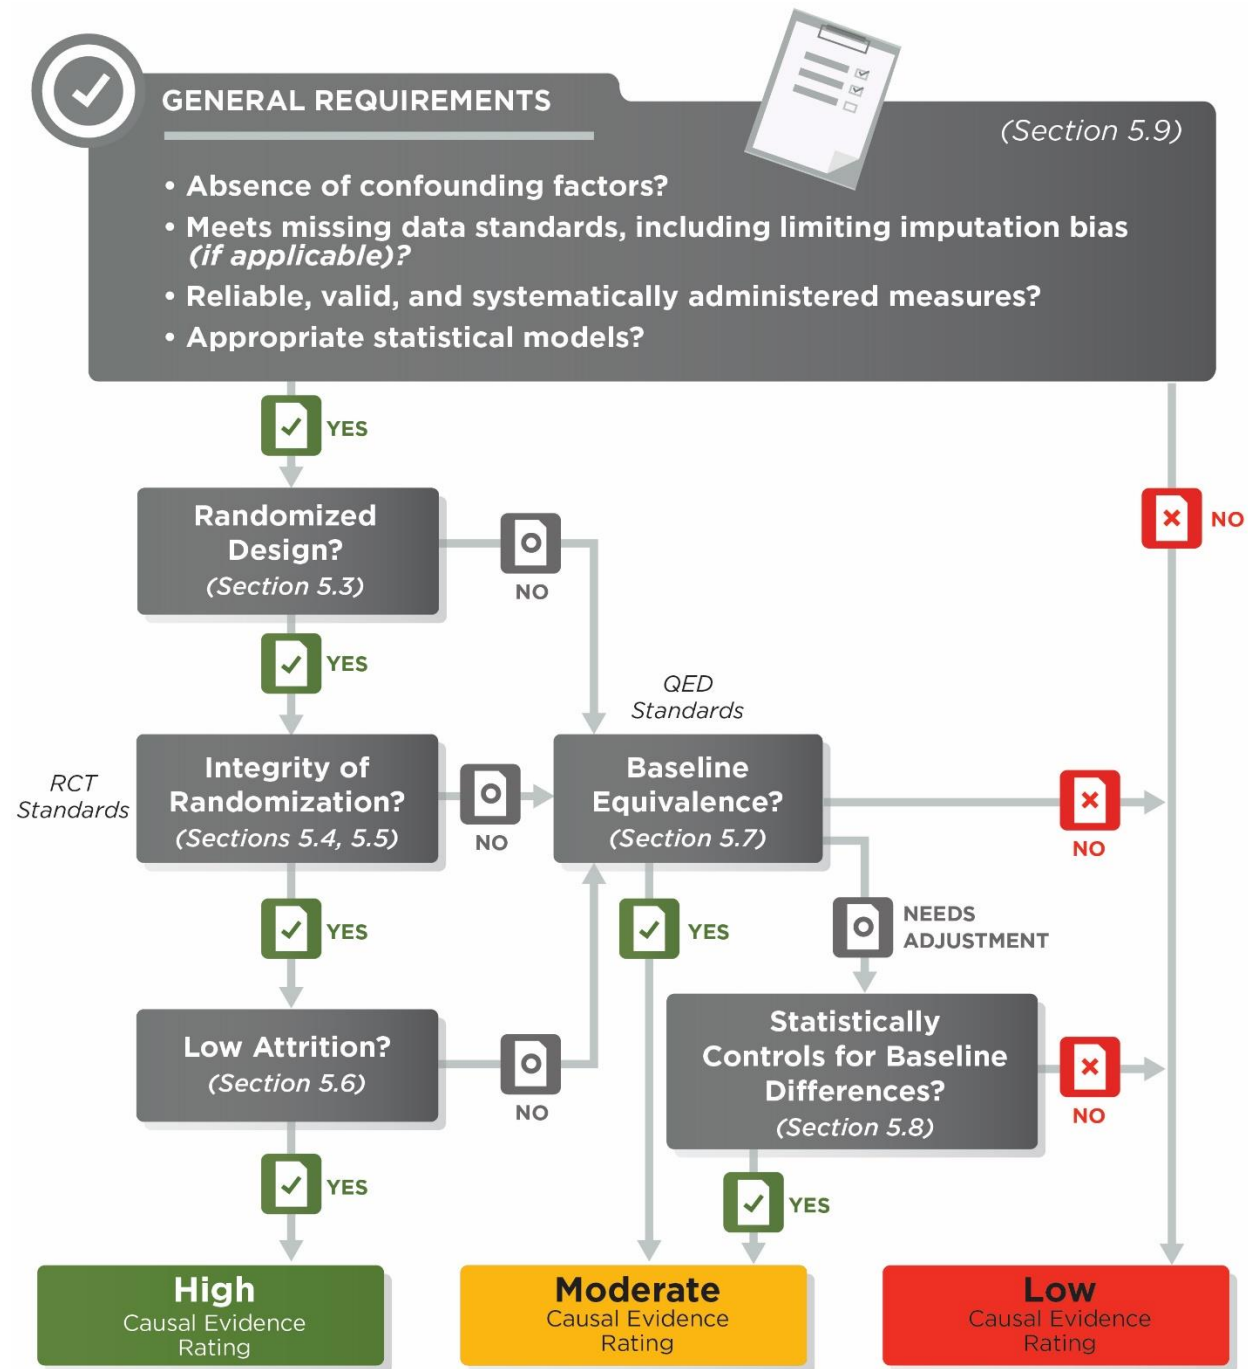 GENERAL REQUIREMENTS
(Section 5.9)
• Absence of confounding factors?
• Meets missing data standards, including limiting imputation bias
(if applicable)?
• Reliable, valid, and systematically administered measures?
• Appropriate statistical models?
YES
NO
Randomized
Design?
(Section 5.3)
NO
YES
QED
Standards
RCT
Standards
Integrity of
Randomization?
(Sections 5.4, 5.5)
NO
Baseline
Equivalence?
(Section 5.7)
NO
YES
YES
NEEDS
ADJUSTMENT
Low Attrition?
(Section 5.6)
NO
Statistically
Controls for Baseline
Differences?
(Section 5.8)
NO
YES
YES
High
Causal Evidence
Rating
Moderate
Causal Evidence
Rating
Low
Causal Evidence
Rating